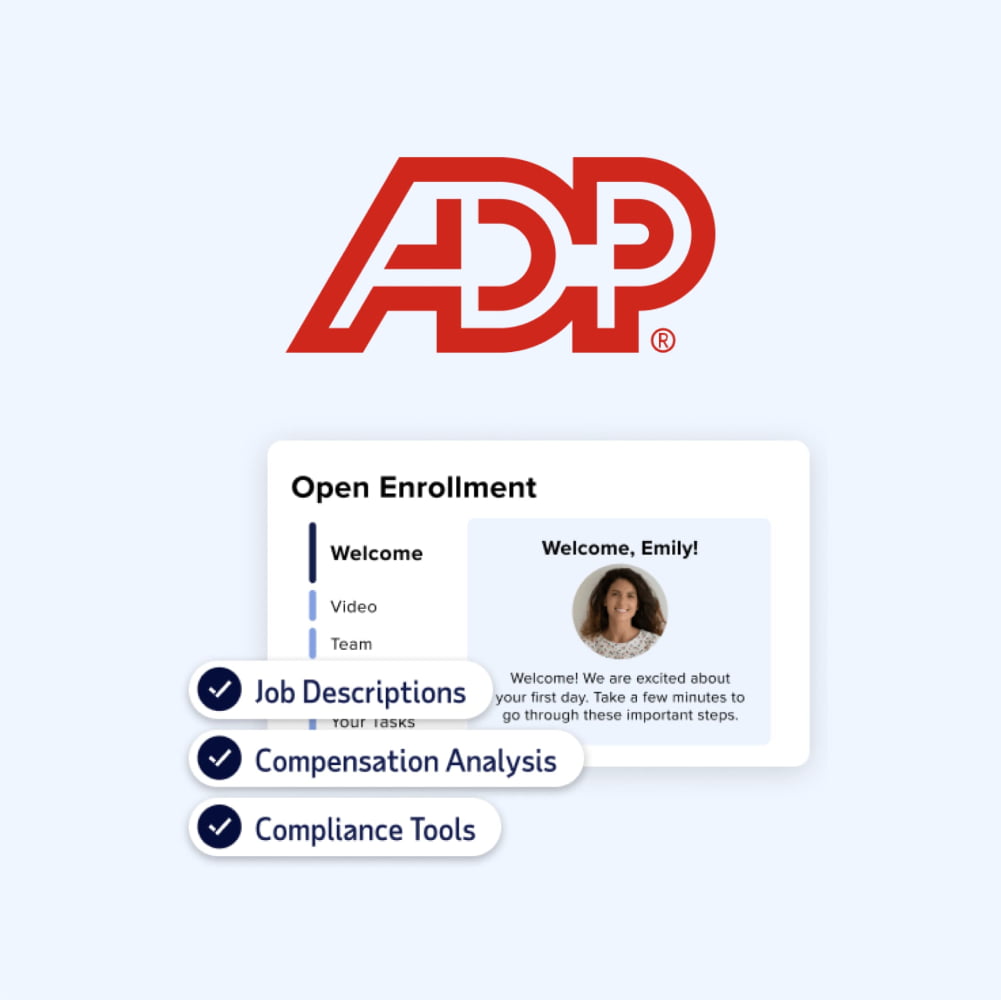 ADP®
Open Enrollment
Welcome
Video
Team
Your Tasks
Welcome, Emily!
Welcome! We are excited about
your first day. Take a few minutes to
go through these important steps.
Job Descriptions
Compensation Analysis
Compliance Tools